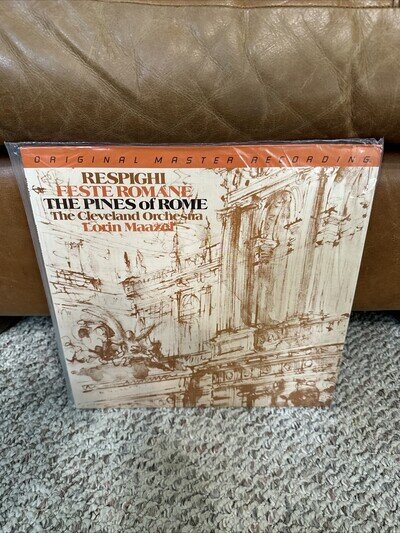 ORIGINAL MASTER RECORDING
RESPIGHI
FESTE ROMANE
THE PINES of ROME
The Cleveland Orchestra
Lorin Maazel